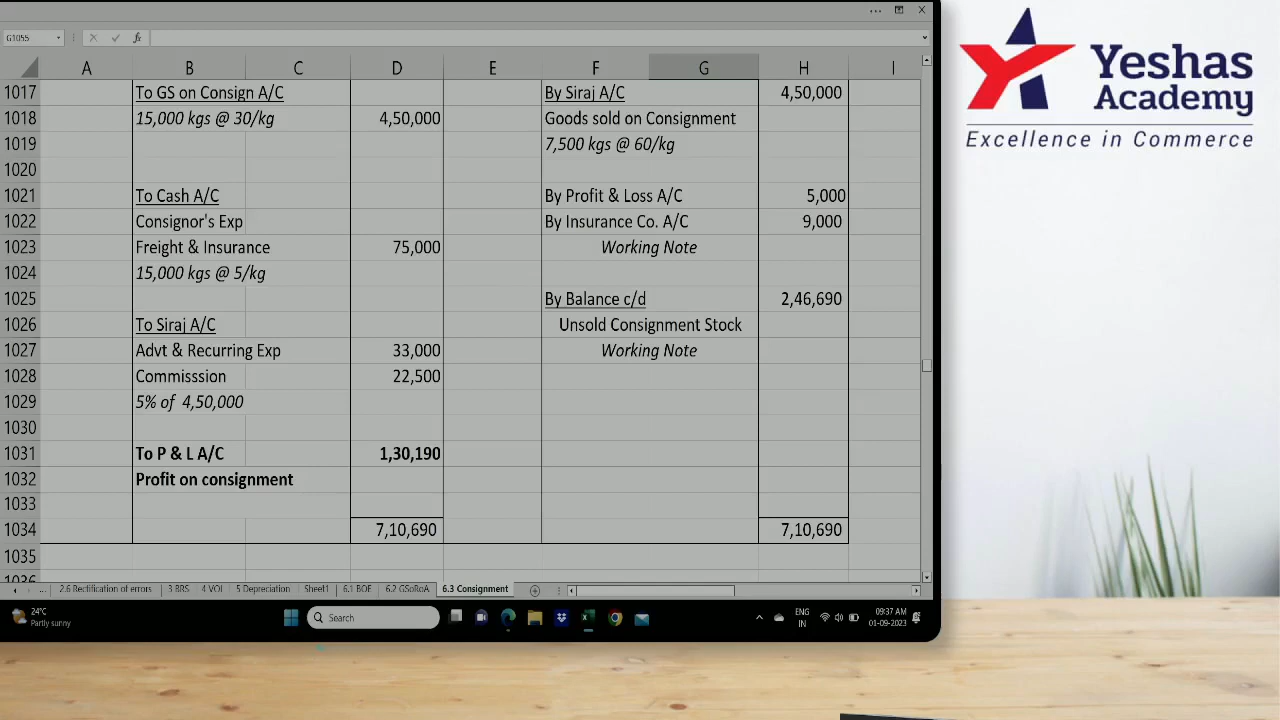 G1055
fx
A B C D E F G H I
1017 To GS on Consign A/C By Siraj A/C 4,50,000
1018 15,000 kgs @ 30/kg 4,50,000 Goods sold on Consignment
1019 7,500 kgs @ 60/kg
1020
1021 To Cash A/C By Profit & Loss A/C 5,000
1022 Consignor's Exp By Insurance Co. A/C 9,000
1023 Freight & Insurance 75,000 Working Note
1024 15,000 kgs @ 5/kg
1025 By Balance c/d 2,46,690
1026 To Siraj A/C Unsold Consignment Stock
1027 Advt & Recurring Exp 33,000 Working Note
1028 Commisssion 22,500
1029 5% of 4,50,000
1030
1031 To P & L A/C 1,30,190
1032 Profit on consignment
1033
1034 7,10,690 7,10,690
1035
1036
... 2.6 Rectification of errors 3 BRS 4 VOI 5 Depreciation Sheet1 6.1 BOE 6.2 GSoRoA 6.3 Consignment
24°C
Partly sunny
Search
ENG
IN
09:37 AM
01-09-2023
Yeshas
Academy
Excellence in Commerce